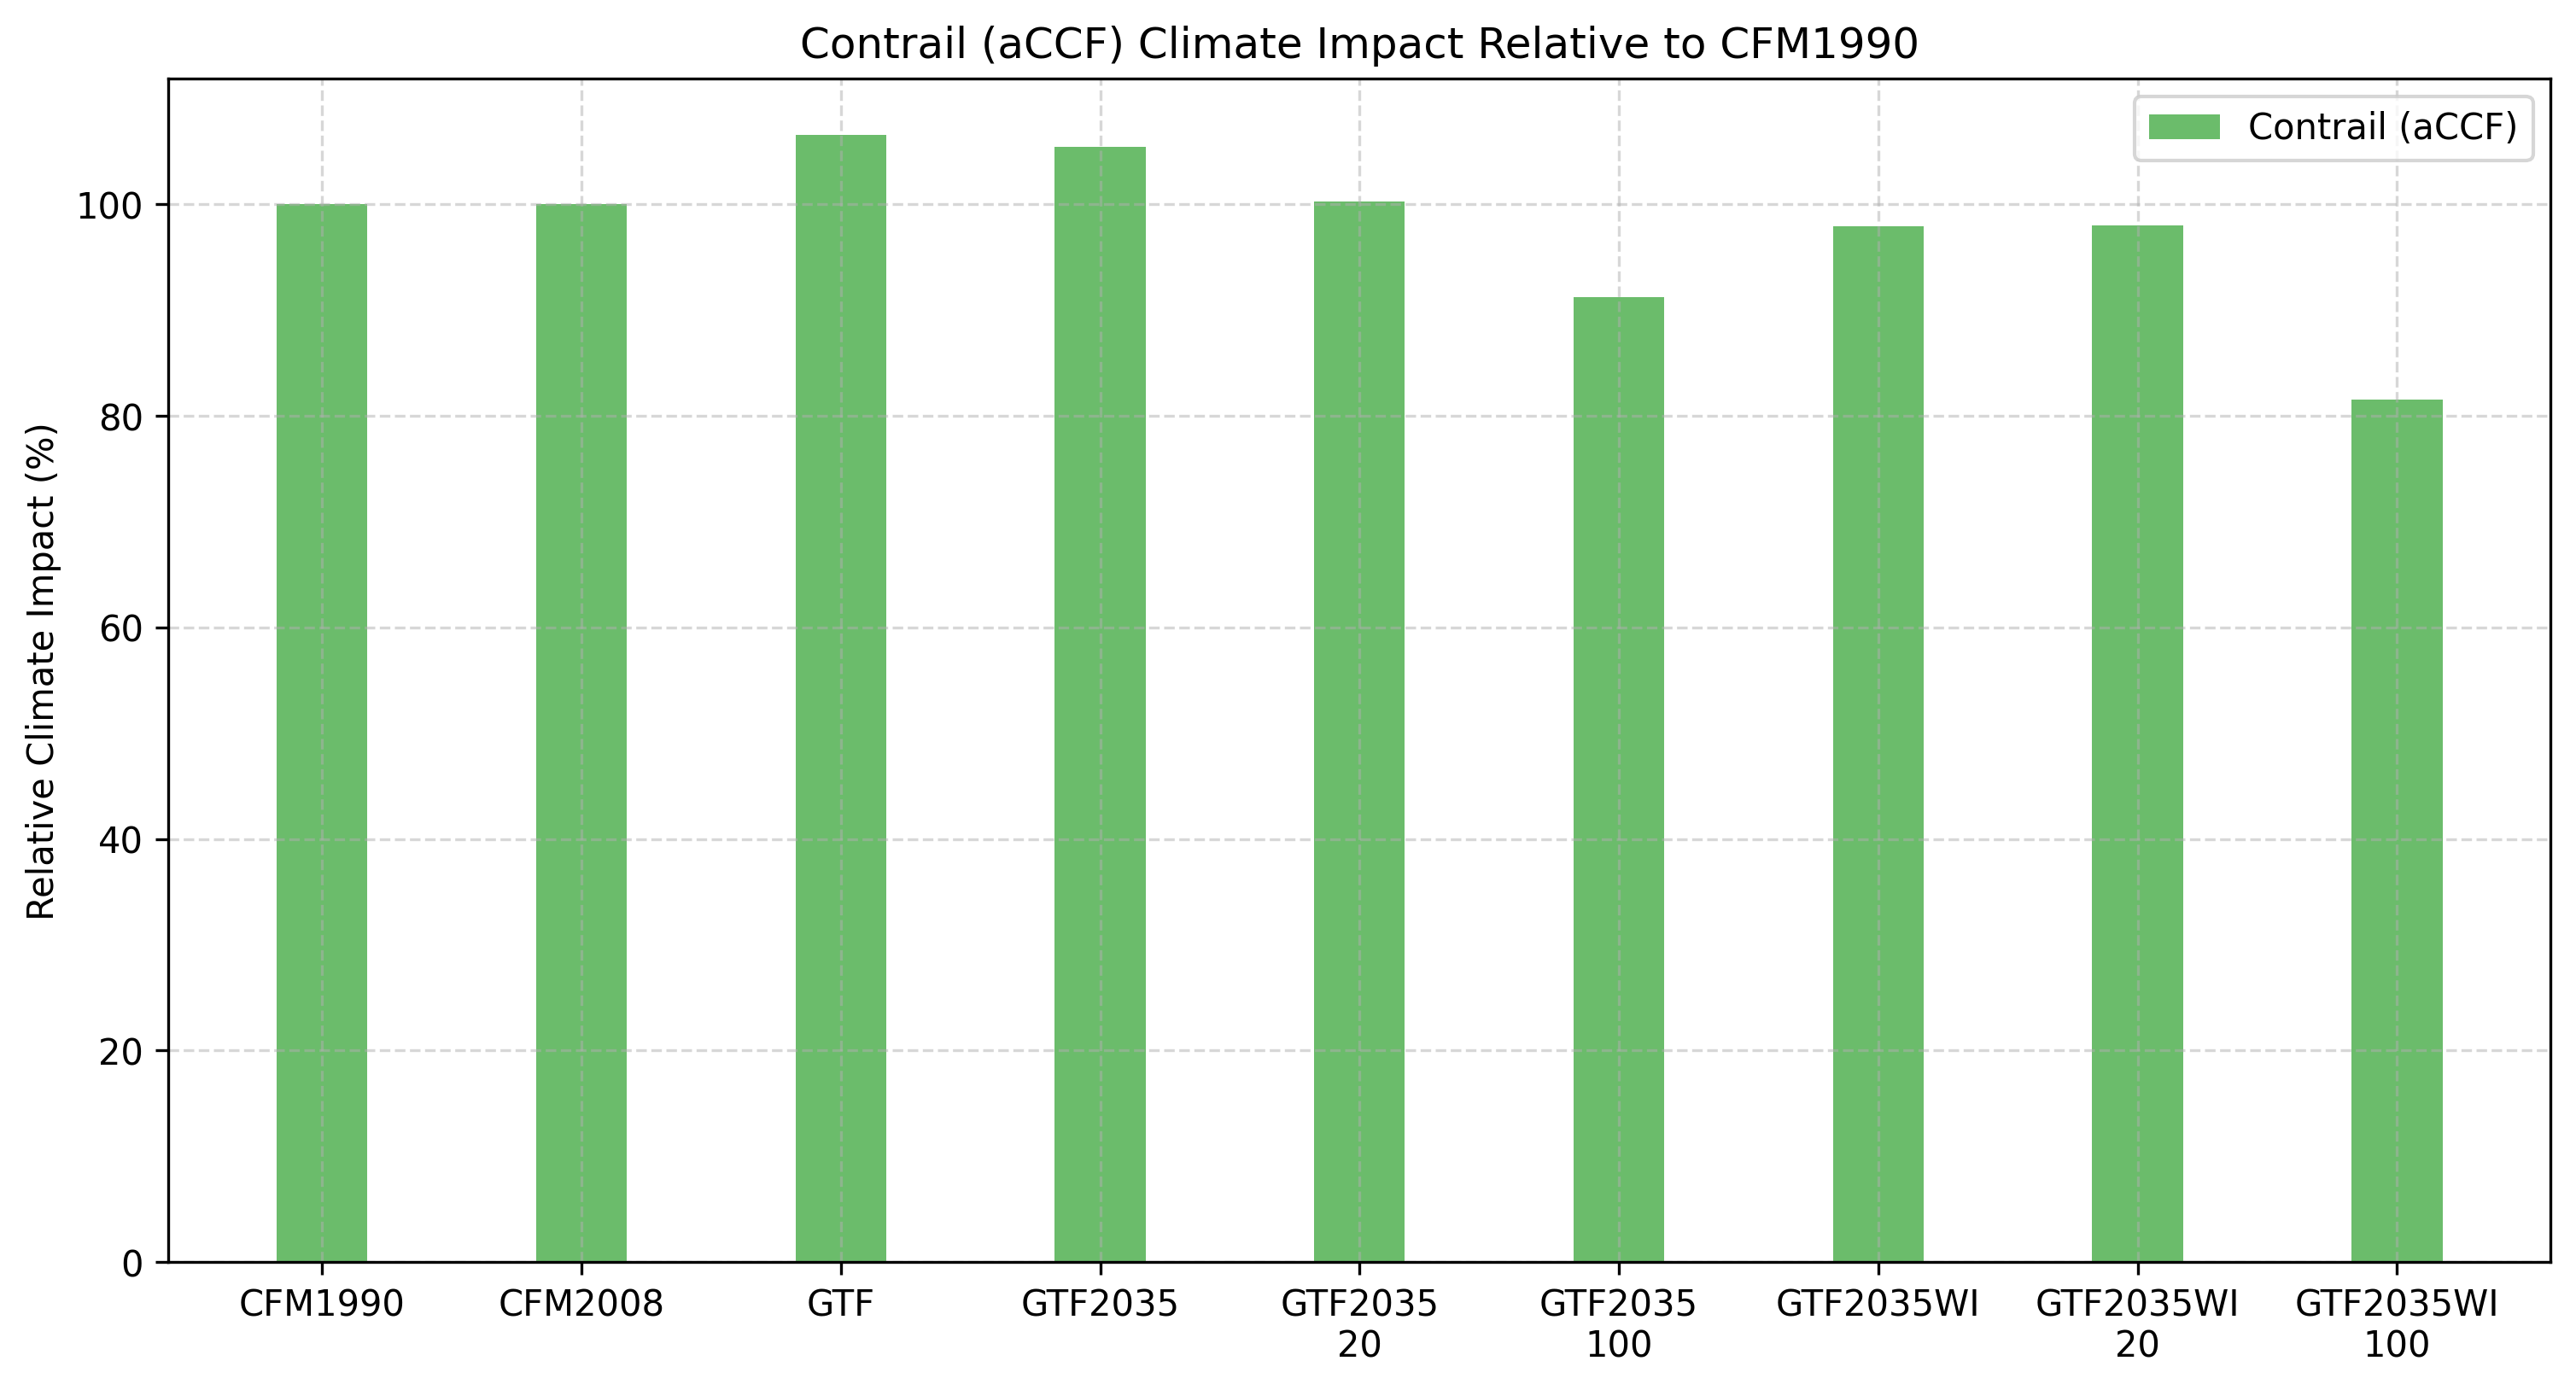 Contrail (aCCF) Climate Impact Relative to CFM1990
Contrail (aCCF)
Relative Climate Impact (%)
100
80
60
40
20
0
CFM1990
CFM2008
GTF
GTF2035
GTF2035
20
GTF2035
100
GTF2035WI
GTF2035WI
20
GTF2035WI
100